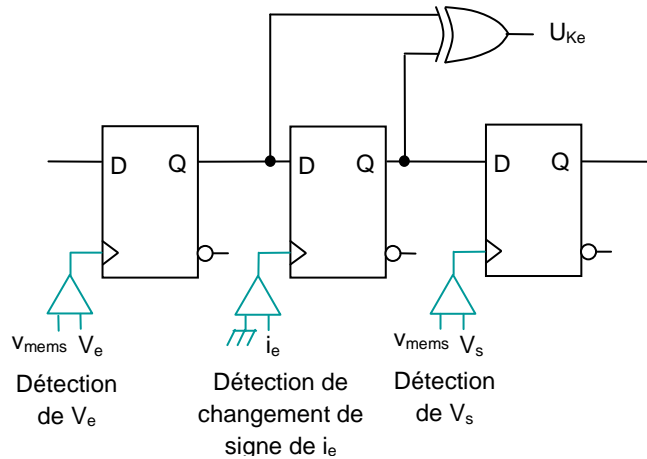 U_Ke
D Q D Q D Q
v_mems V_e
i_e
v_mems V_s
Détection
de V_e
Détection de
changement de
signe de i_e
Détection
de V_s